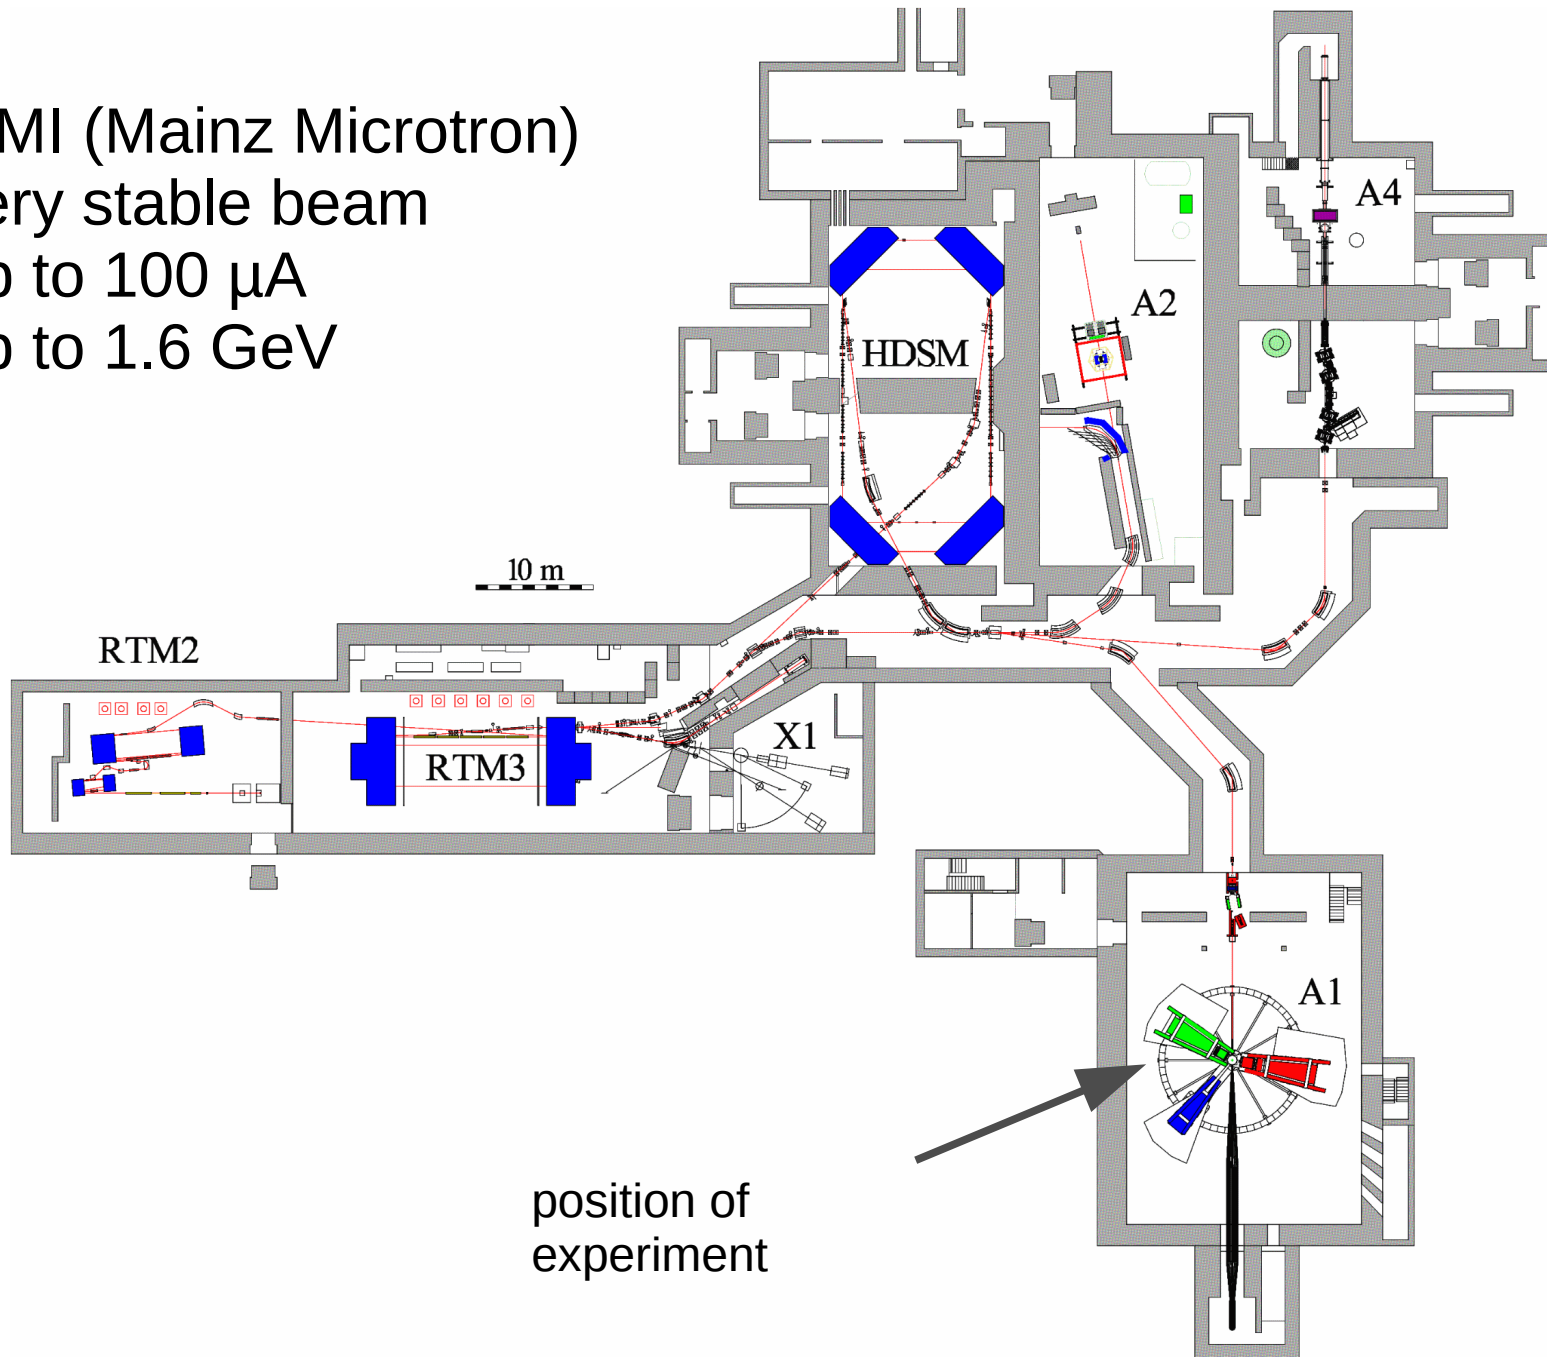 MI (Mainz Microtron)
ery stable beam
p to 100 µA
p to 1.6 GeV
A4
A2
HDSM
10 m
RTM2
X1
RTM3
A1
position of
experiment